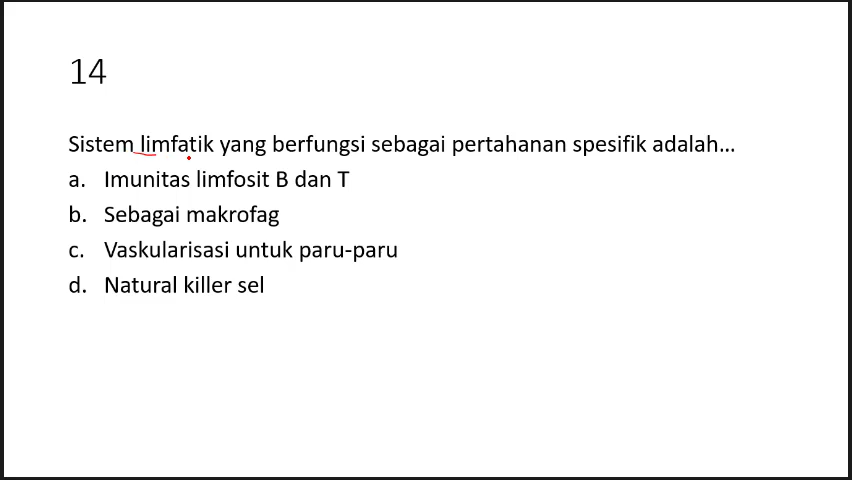 14
Sistem limfatik yang berfungsi sebagai pertahanan spesifik adalah...
a. Imunitas limfosit B dan T
b. Sebagai makrofag
c. Vaskularisasi untuk paru-paru
d. Natural killer sel